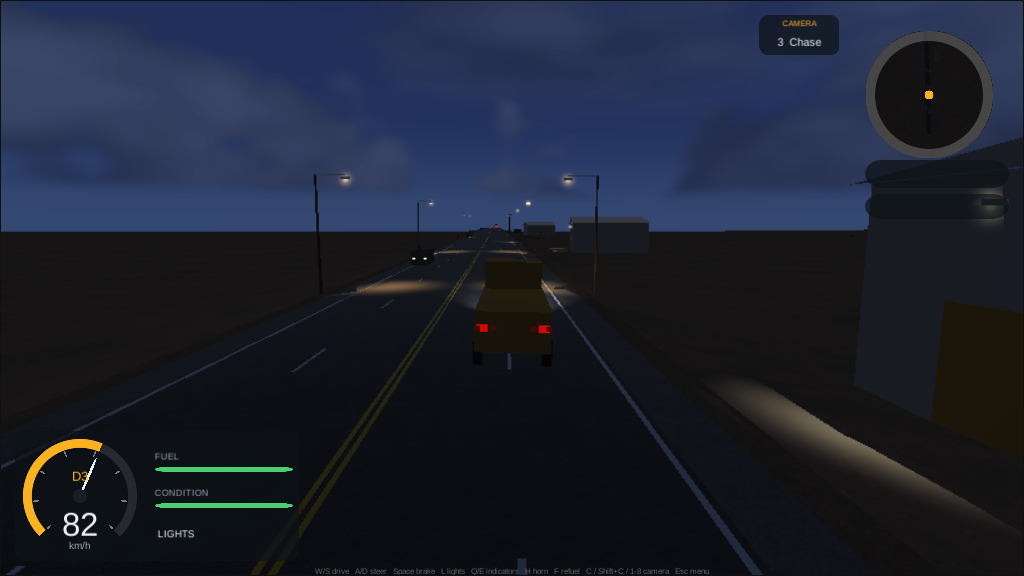 CAMERA
3 Chase
FUEL
D3
CONDITION
82
LIGHTS
km/h
W/S drive A/D steer Space brake L lights Q/E indicators H horn F refuel C / Shift+C / 1-8 camera Esc menu